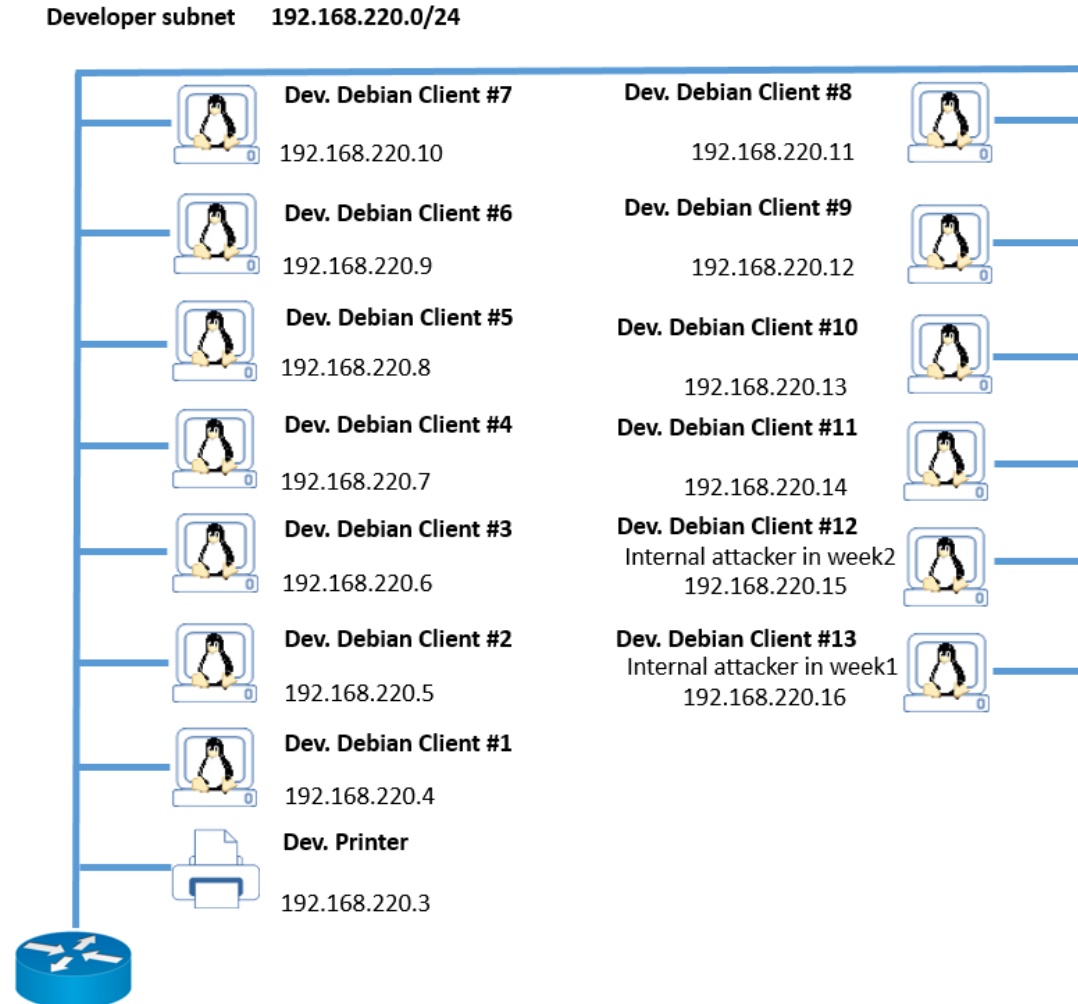 Developer subnet 192.168.220.0/24
Dev. Debian Client #7
192.168.220.10
Dev. Debian Client #6
192.168.220.9
Dev. Debian Client #5
192.168.220.8
Dev. Debian Client #4
192.168.220.7
Dev. Debian Client #3
192.168.220.6
Dev. Debian Client #2
192.168.220.5
Dev. Debian Client #1
192.168.220.4
Dev. Printer
192.168.220.3
Dev. Debian Client #8
192.168.220.11
Dev. Debian Client #9
192.168.220.12
Dev. Debian Client #10
192.168.220.13
Dev. Debian Client #11
192.168.220.14
Dev. Debian Client #12
Internal attacker in week2
192.168.220.15
Dev. Debian Client #13
Internal attacker in week1
192.168.220.16